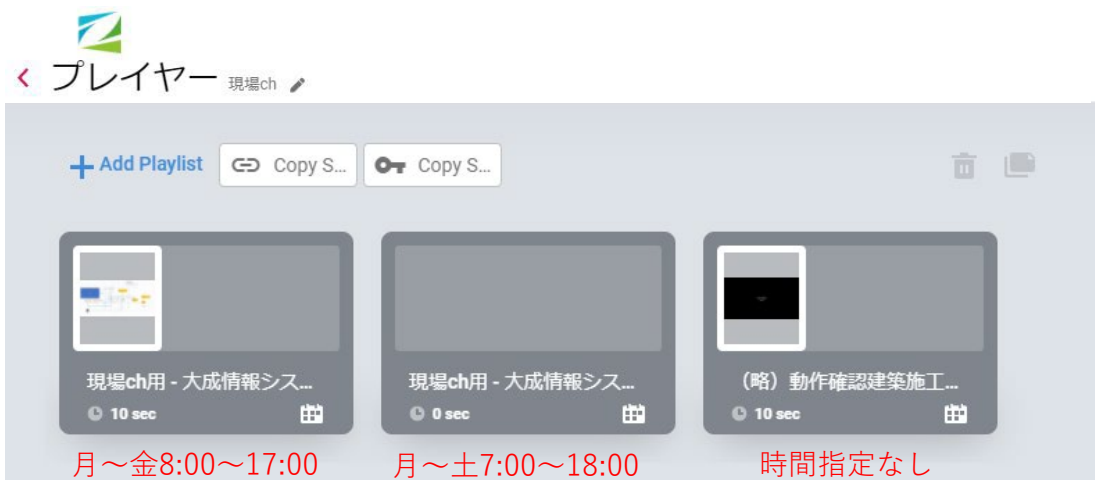 プレイヤー 現場ch
Add Playlist Copy S... Copy S...
現場ch用 - 大成情報シス... 現場ch用 - 大成情報シス... （略）動作確認建築施工...
10 sec 0 sec 10 sec
月～金8:00～17:00 月～土7:00～18:00 時間指定なし